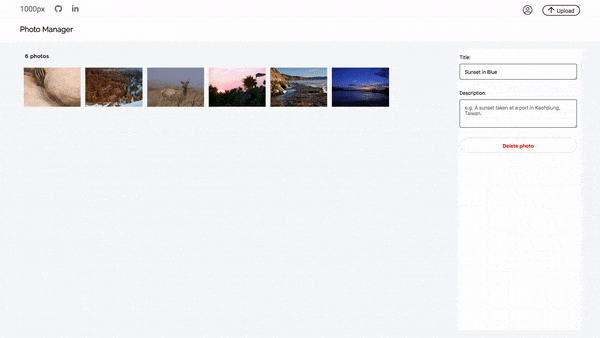 1000px
Upload
Photo Manager
6 photos
Title:
Sunset in Blue
Description:
e.g. A sunset taken at a port in Kaohsiung,
Taiwan.
Delete photo